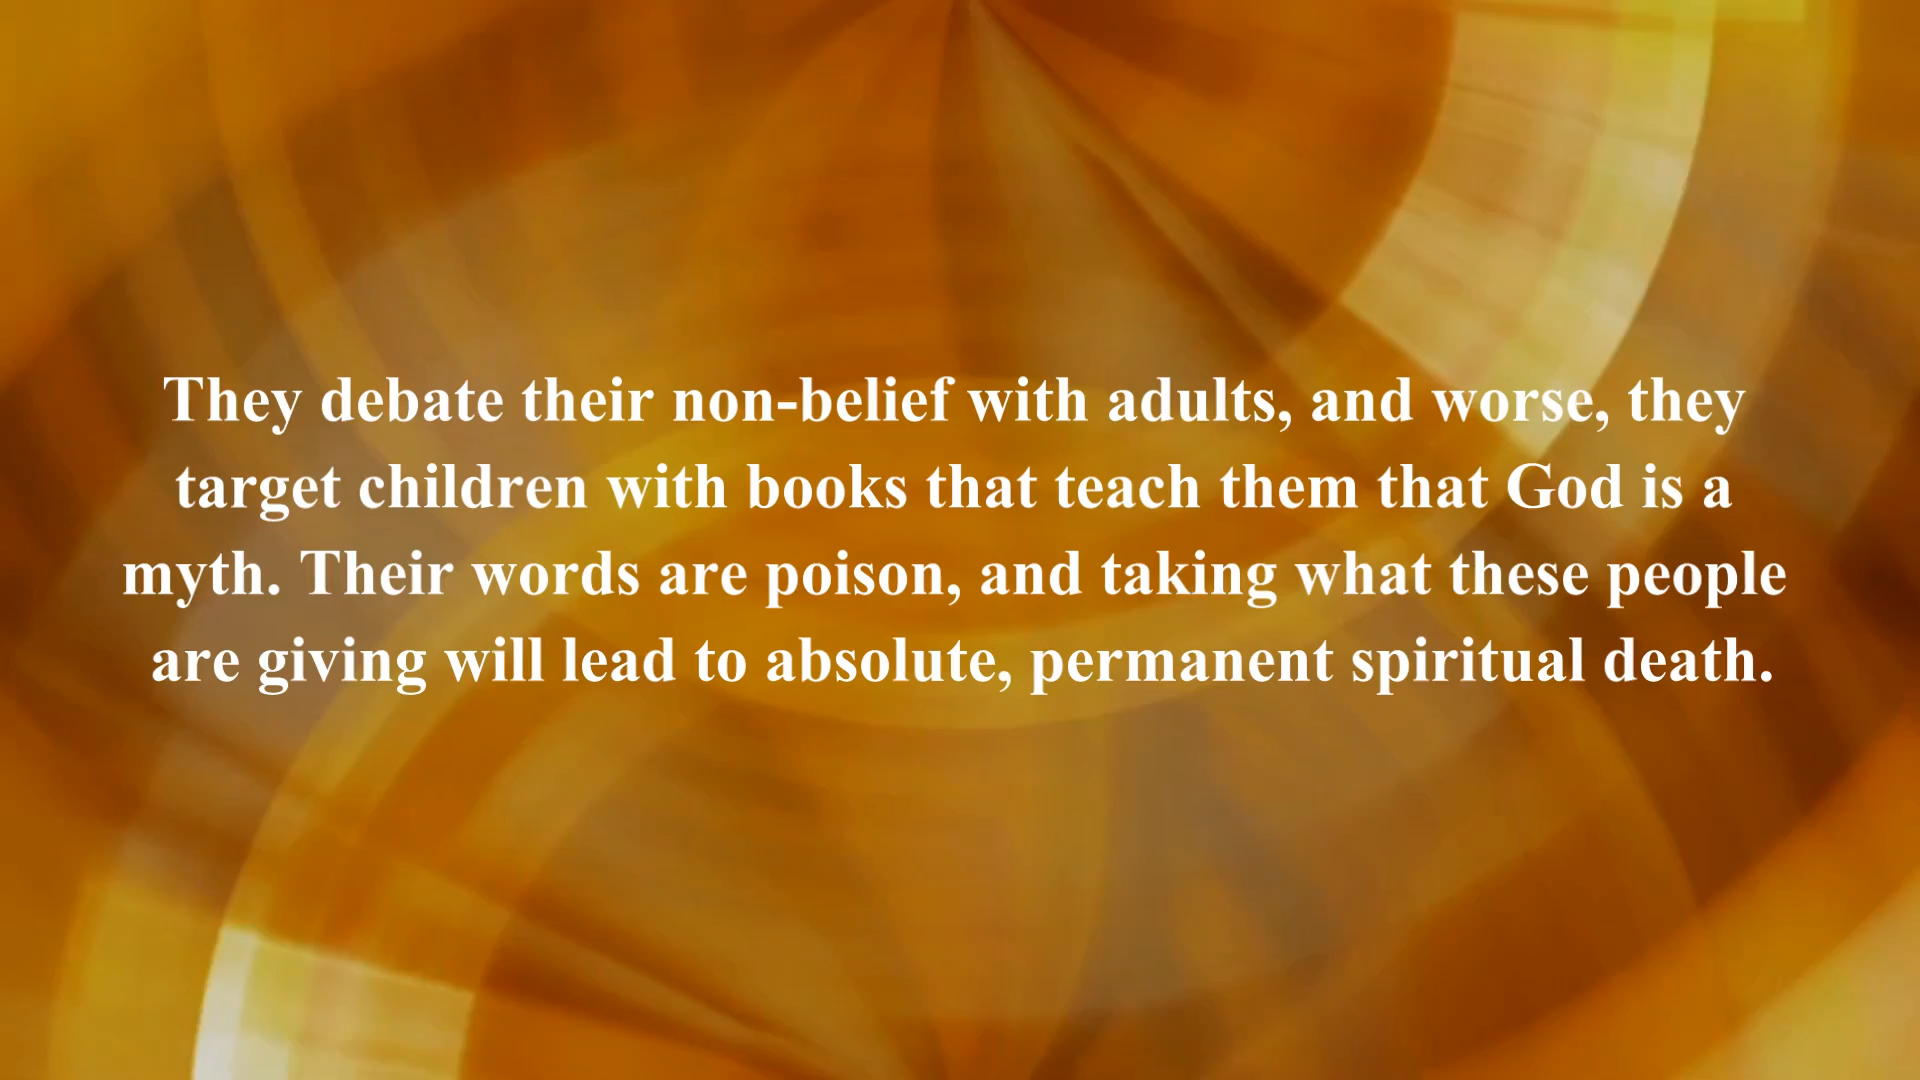 They debate their non-belief with adults, and worse, they
target children with books that teach them that God is a
myth. Their words are poison, and taking what these people
are giving will lead to absolute, permanent spiritual death.